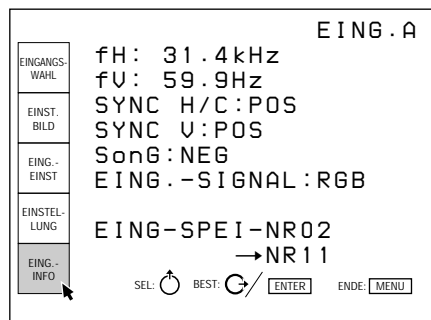 EING.A
EINGANGS-
WAHL
EINST.
BILD
EING.-
EINST
EINSTEL-
LUNG
EING.-
INFO
fH: 31.4kHz
fV: 59.9Hz
SYNC H/C:POS
SYNC V:POS
SonG:NEG
EING.-SIGNAL:RGB
EING-SPEI-NR02
→NR11
SEL: BEST: / ENTER ENDE: MENU